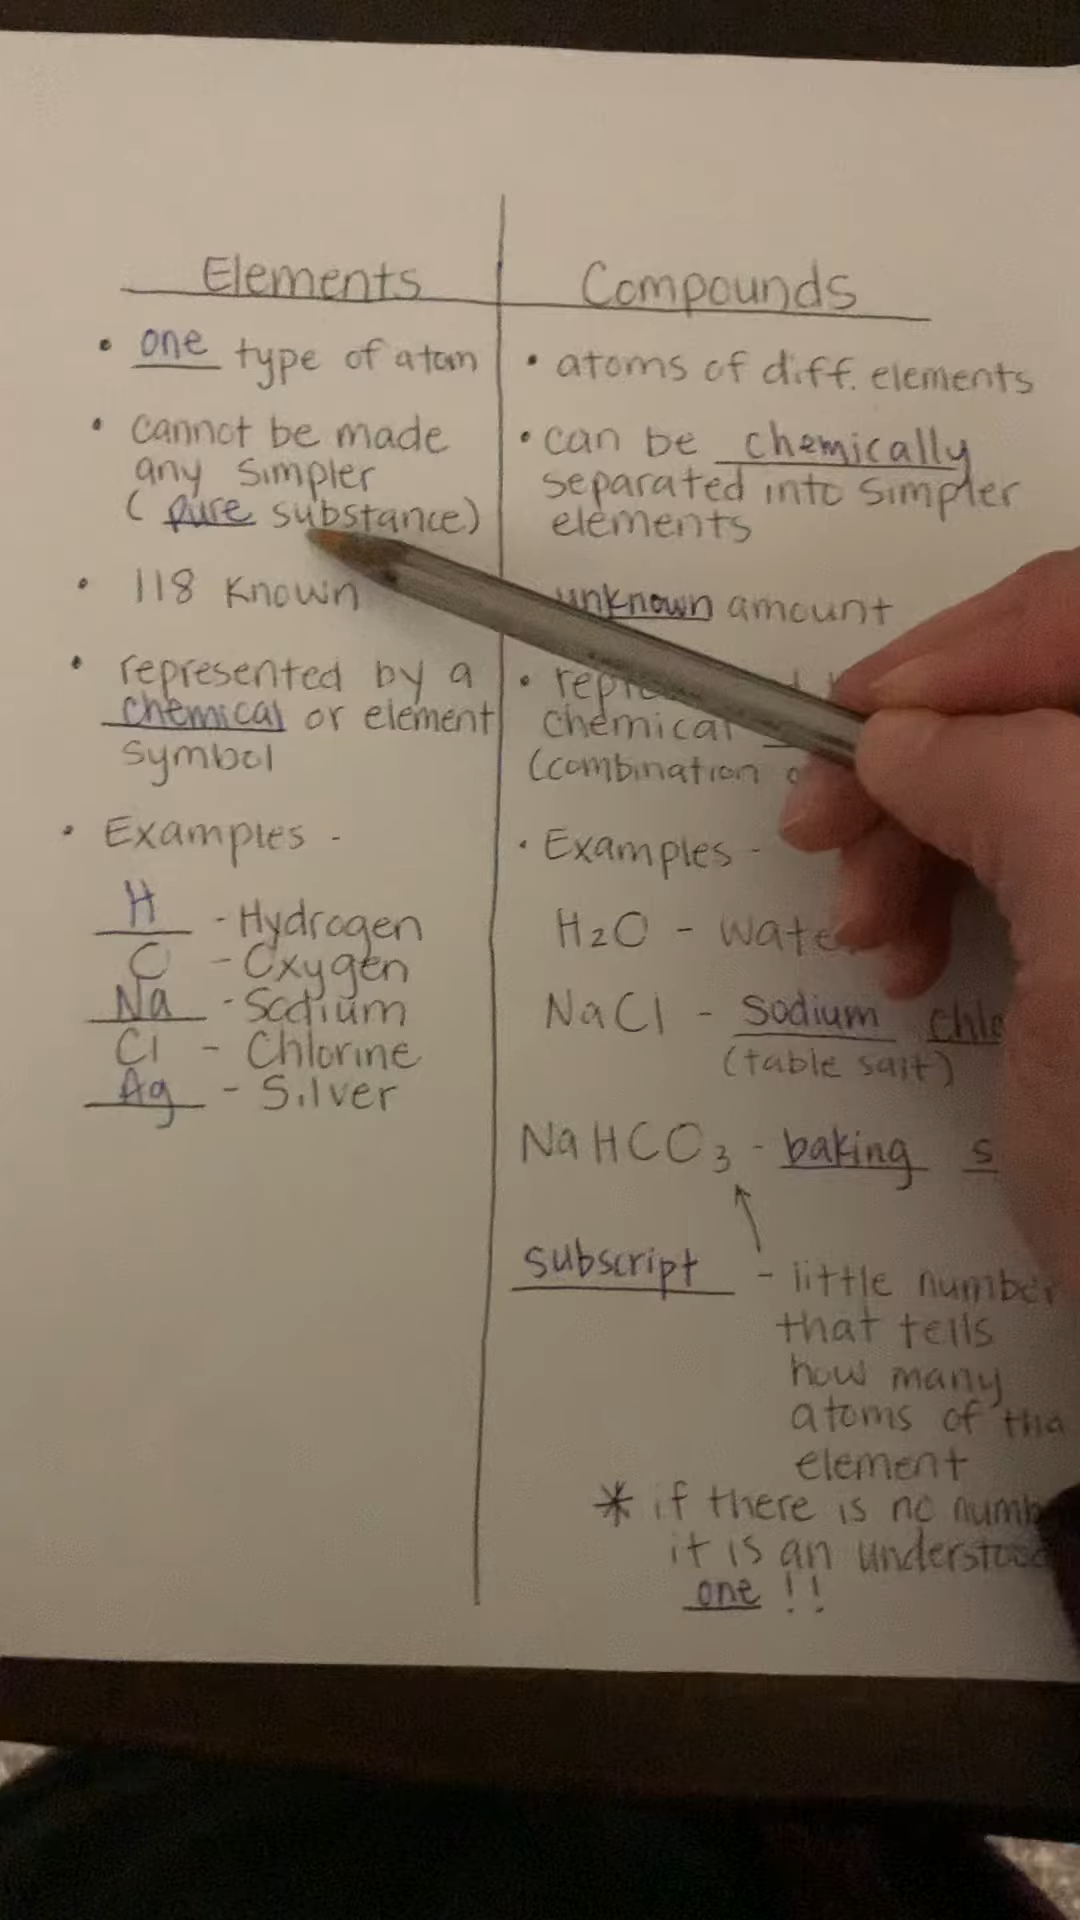 Elements
• one type of atom
• cannot be made
any simpler
(pure substance)
• 118 known
• represented by a
chemical or element
symbol
• Examples -
H - Hydrogen
O - Oxygen
Na - Sodium
Cl - Chlorine
Ag - Silver
Compounds
• atoms of diff. elements
• can be chemically
separated into simpler
elements
unknown amount
•
chemical
(combination
• Examples -
H2O -
NaCl - sodium
(table salt)
NaHCO3 - baking
subscript - little number
that tells
how many
atoms of
element
* if there is no
it is an
one !!